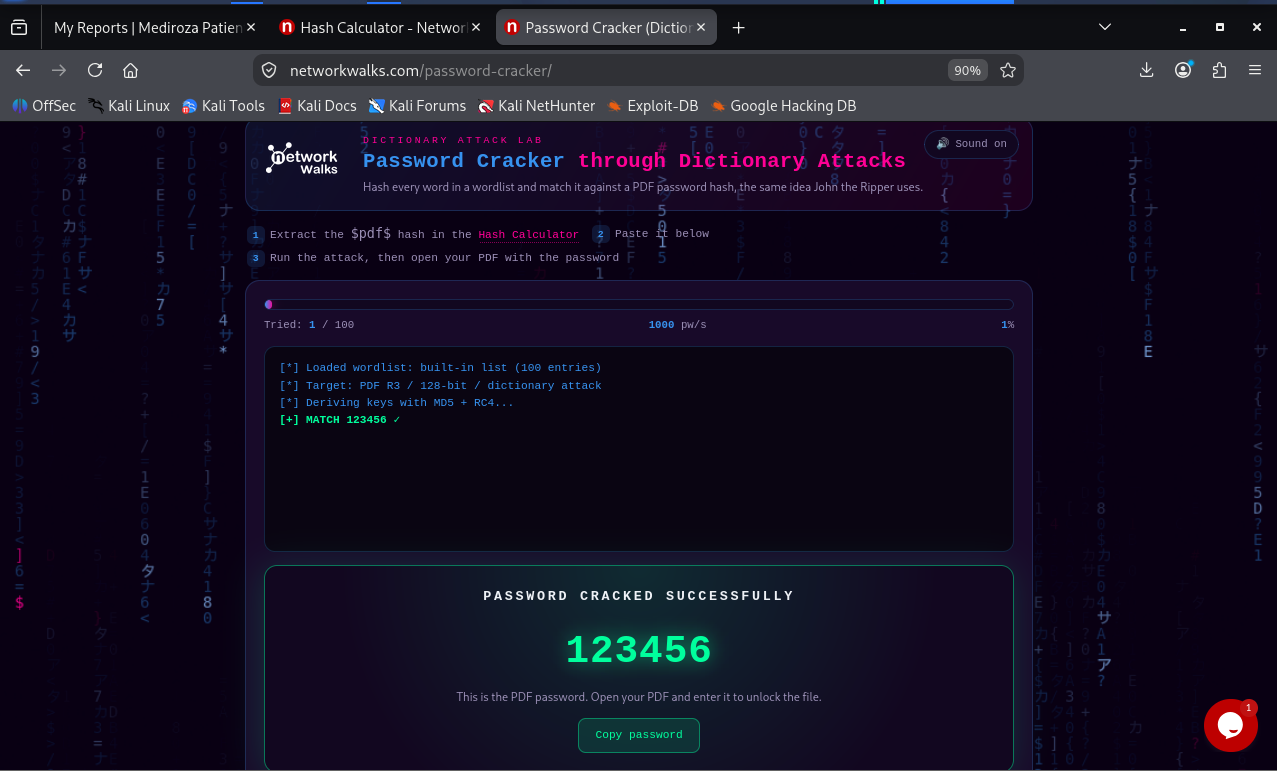 My Reports | Mediroza Patien
Hash Calculator - Networ
Password Cracker (Diction
networkwalks.com/password-cracker/
90%
OffSec
Kali Linux
Kali Tools
Kali Docs
Kali Forums
Kali NetHunter
Exploit-DB
Google Hacking DB
network
walks
DICTIONARY ATTACK LAB
Password Cracker through Dictionary Attacks
Hash every word in a wordlist and match it against a PDF password hash, the same idea John the Ripper uses.
Sound on
1 Extract the $pdf$ hash in the Hash Calculator 2 Paste it below
3 Run the attack, then open your PDF with the password
Tried: 1 / 100
1000 pw/s
1%
[*] Loaded wordlist: built-in list (100 entries)
[*] Target: PDF R3 / 128-bit / dictionary attack
[*] Deriving keys with MD5 + RC4...
[+] MATCH 123456 ✓
PASSWORD CRACKED SUCCESSFULLY
123456
This is the PDF password. Open your PDF and enter it to unlock the file.
Copy password
1